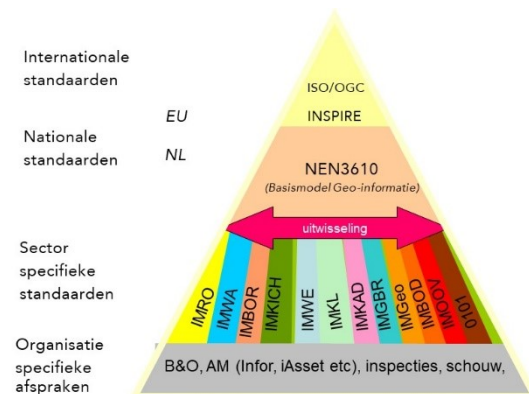 Internationale
standaarden
ISO/OGC
EU
INSPIRE
Nationale
standaarden
NL
NEN3610
(Basismodel Geo-informatie)
uitwisseling
Sector
specifieke
standaarden
IMRO
IMWA
IMBOR
IMKICH
IMWE
IMKL
IMKAD
IMGBR
IMGeo
IMBOD
IMOOV
0101
Organisatie
specifieke
afspraken
B&O, AM (Infor, iAsset etc), inspecties, schouw,